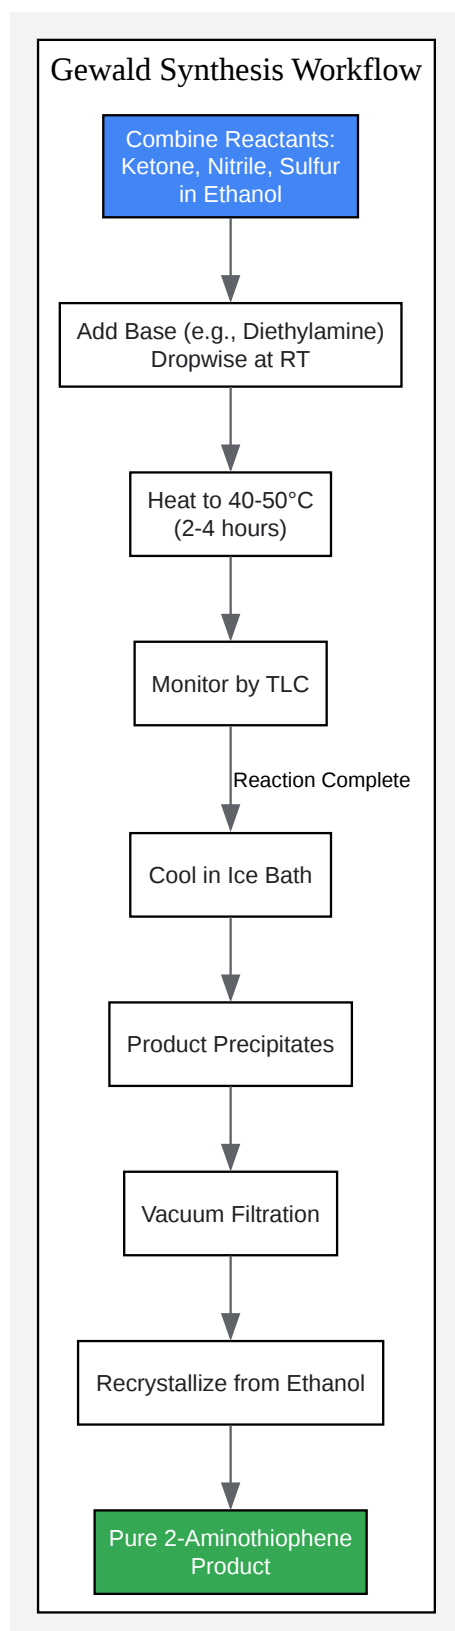 Gewald Synthesis Workflow
Combine Reactants:
Ketone, Nitrile, Sulfur
in Ethanol
Add Base (e.g., Diethylamine)
Dropwise at RT
Heat to 40-50°C
(2-4 hours)
Monitor by TLC
Reaction Complete
Cool in Ice Bath
Product Precipitates
Vacuum Filtration
Recrystallize from Ethanol
Pure 2-Aminothiophene
Product